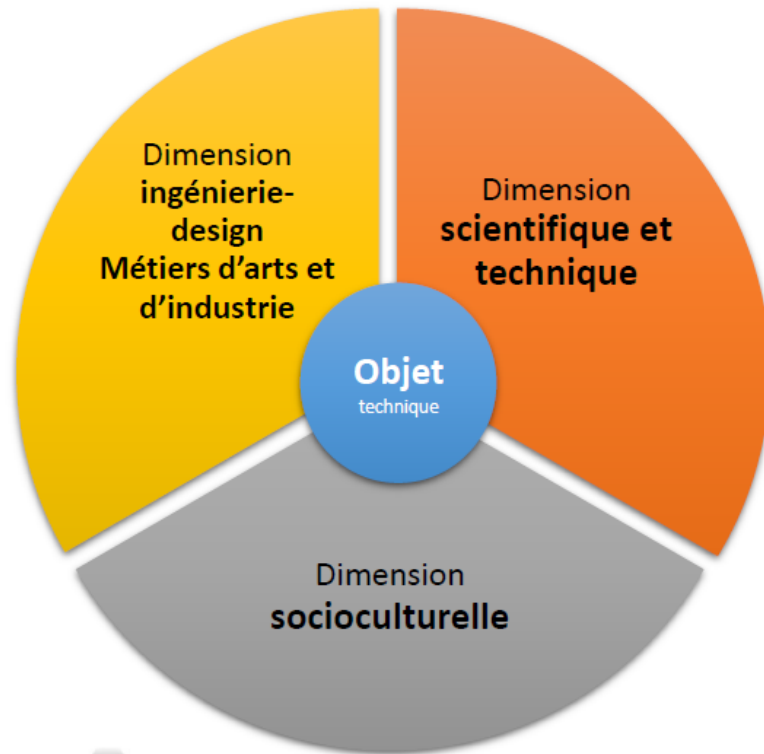 Dimension
ingénierie-
design
Métiers d'arts et
d'industrie
Dimension
scientifique et
technique
Objet
technique
Dimension
socioculturelle